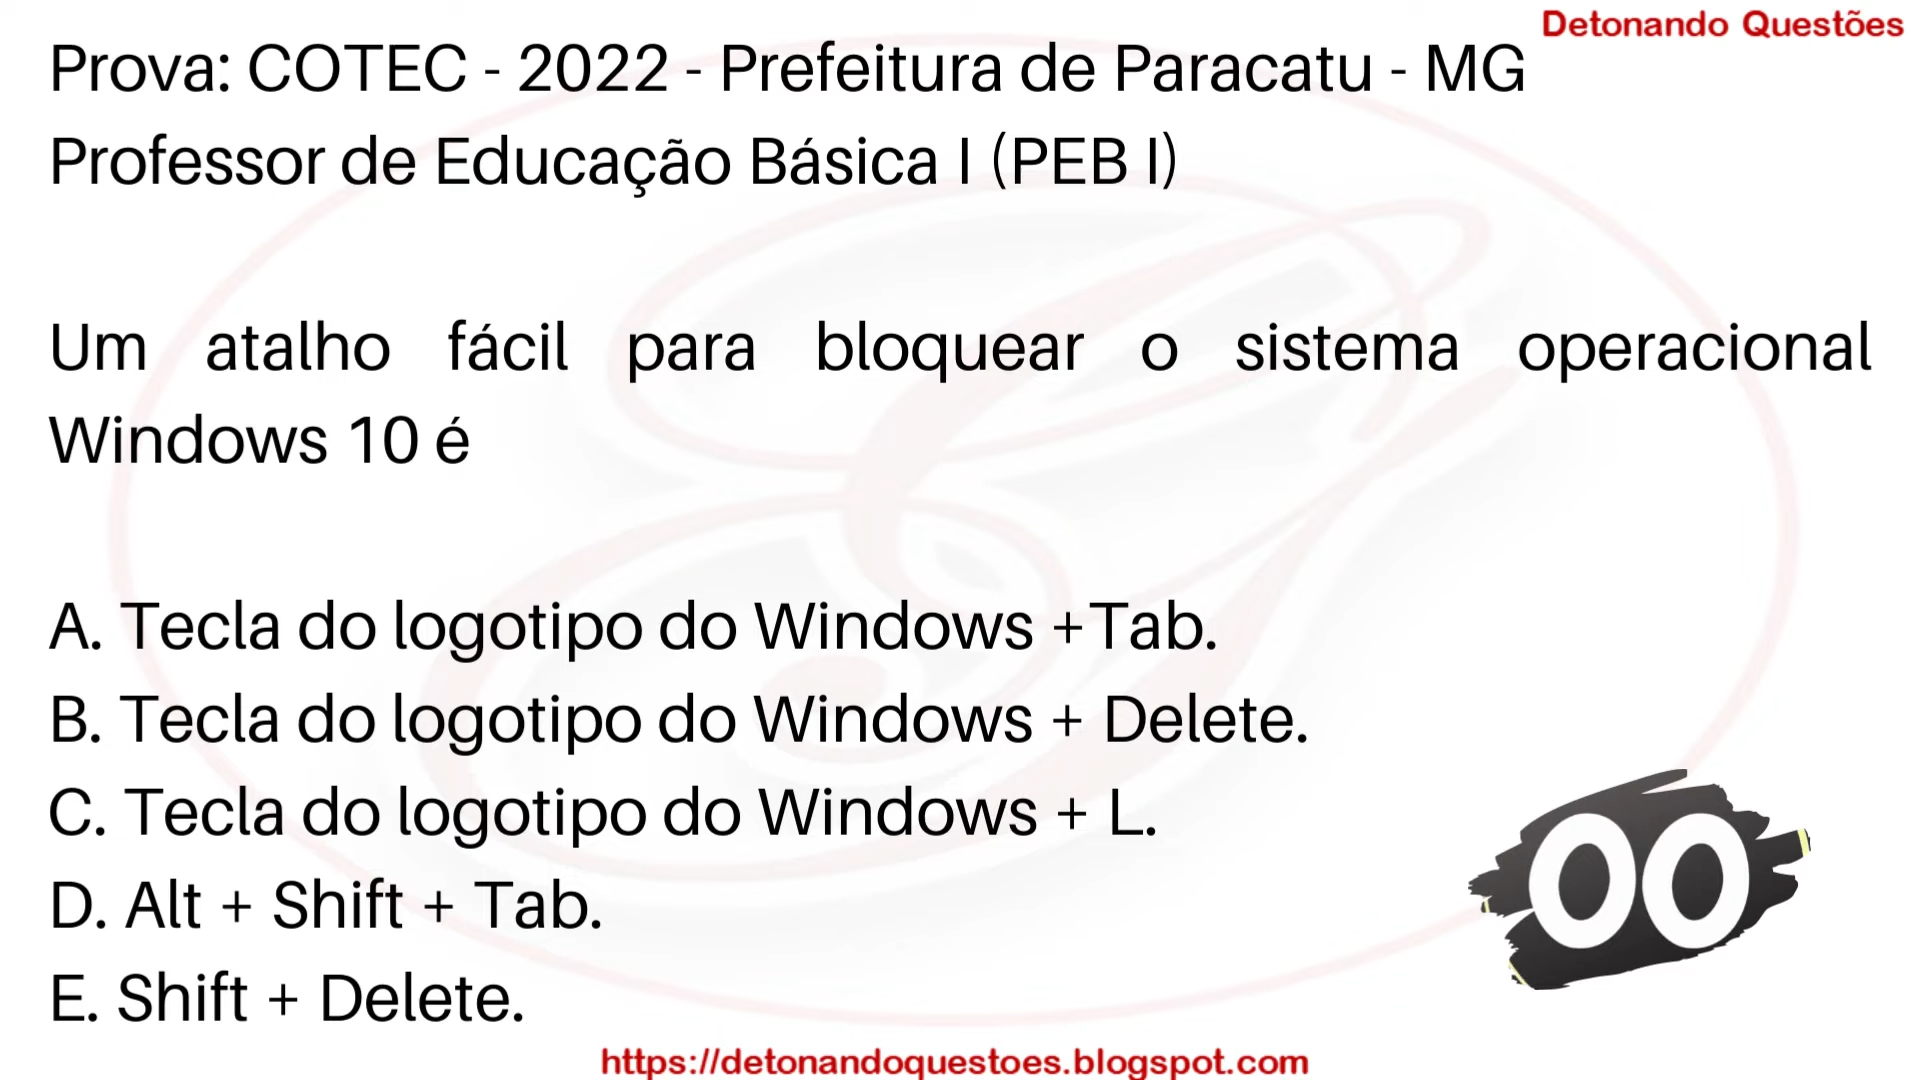 Detonando Questões
Prova: COTEC - 2022 - Prefeitura de Paracatu - MG
Professor de Educação Básica I (PEB I)
Um atalho fácil para bloquear o sistema operacional
Windows 10 é
A. Tecla do logotipo do Windows +Tab.
B. Tecla do logotipo do Windows + Delete.
C. Tecla do logotipo do Windows + L.
D. Alt + Shift + Tab.
E. Shift + Delete.
00
https://detonandoquestoes.blogspot.com